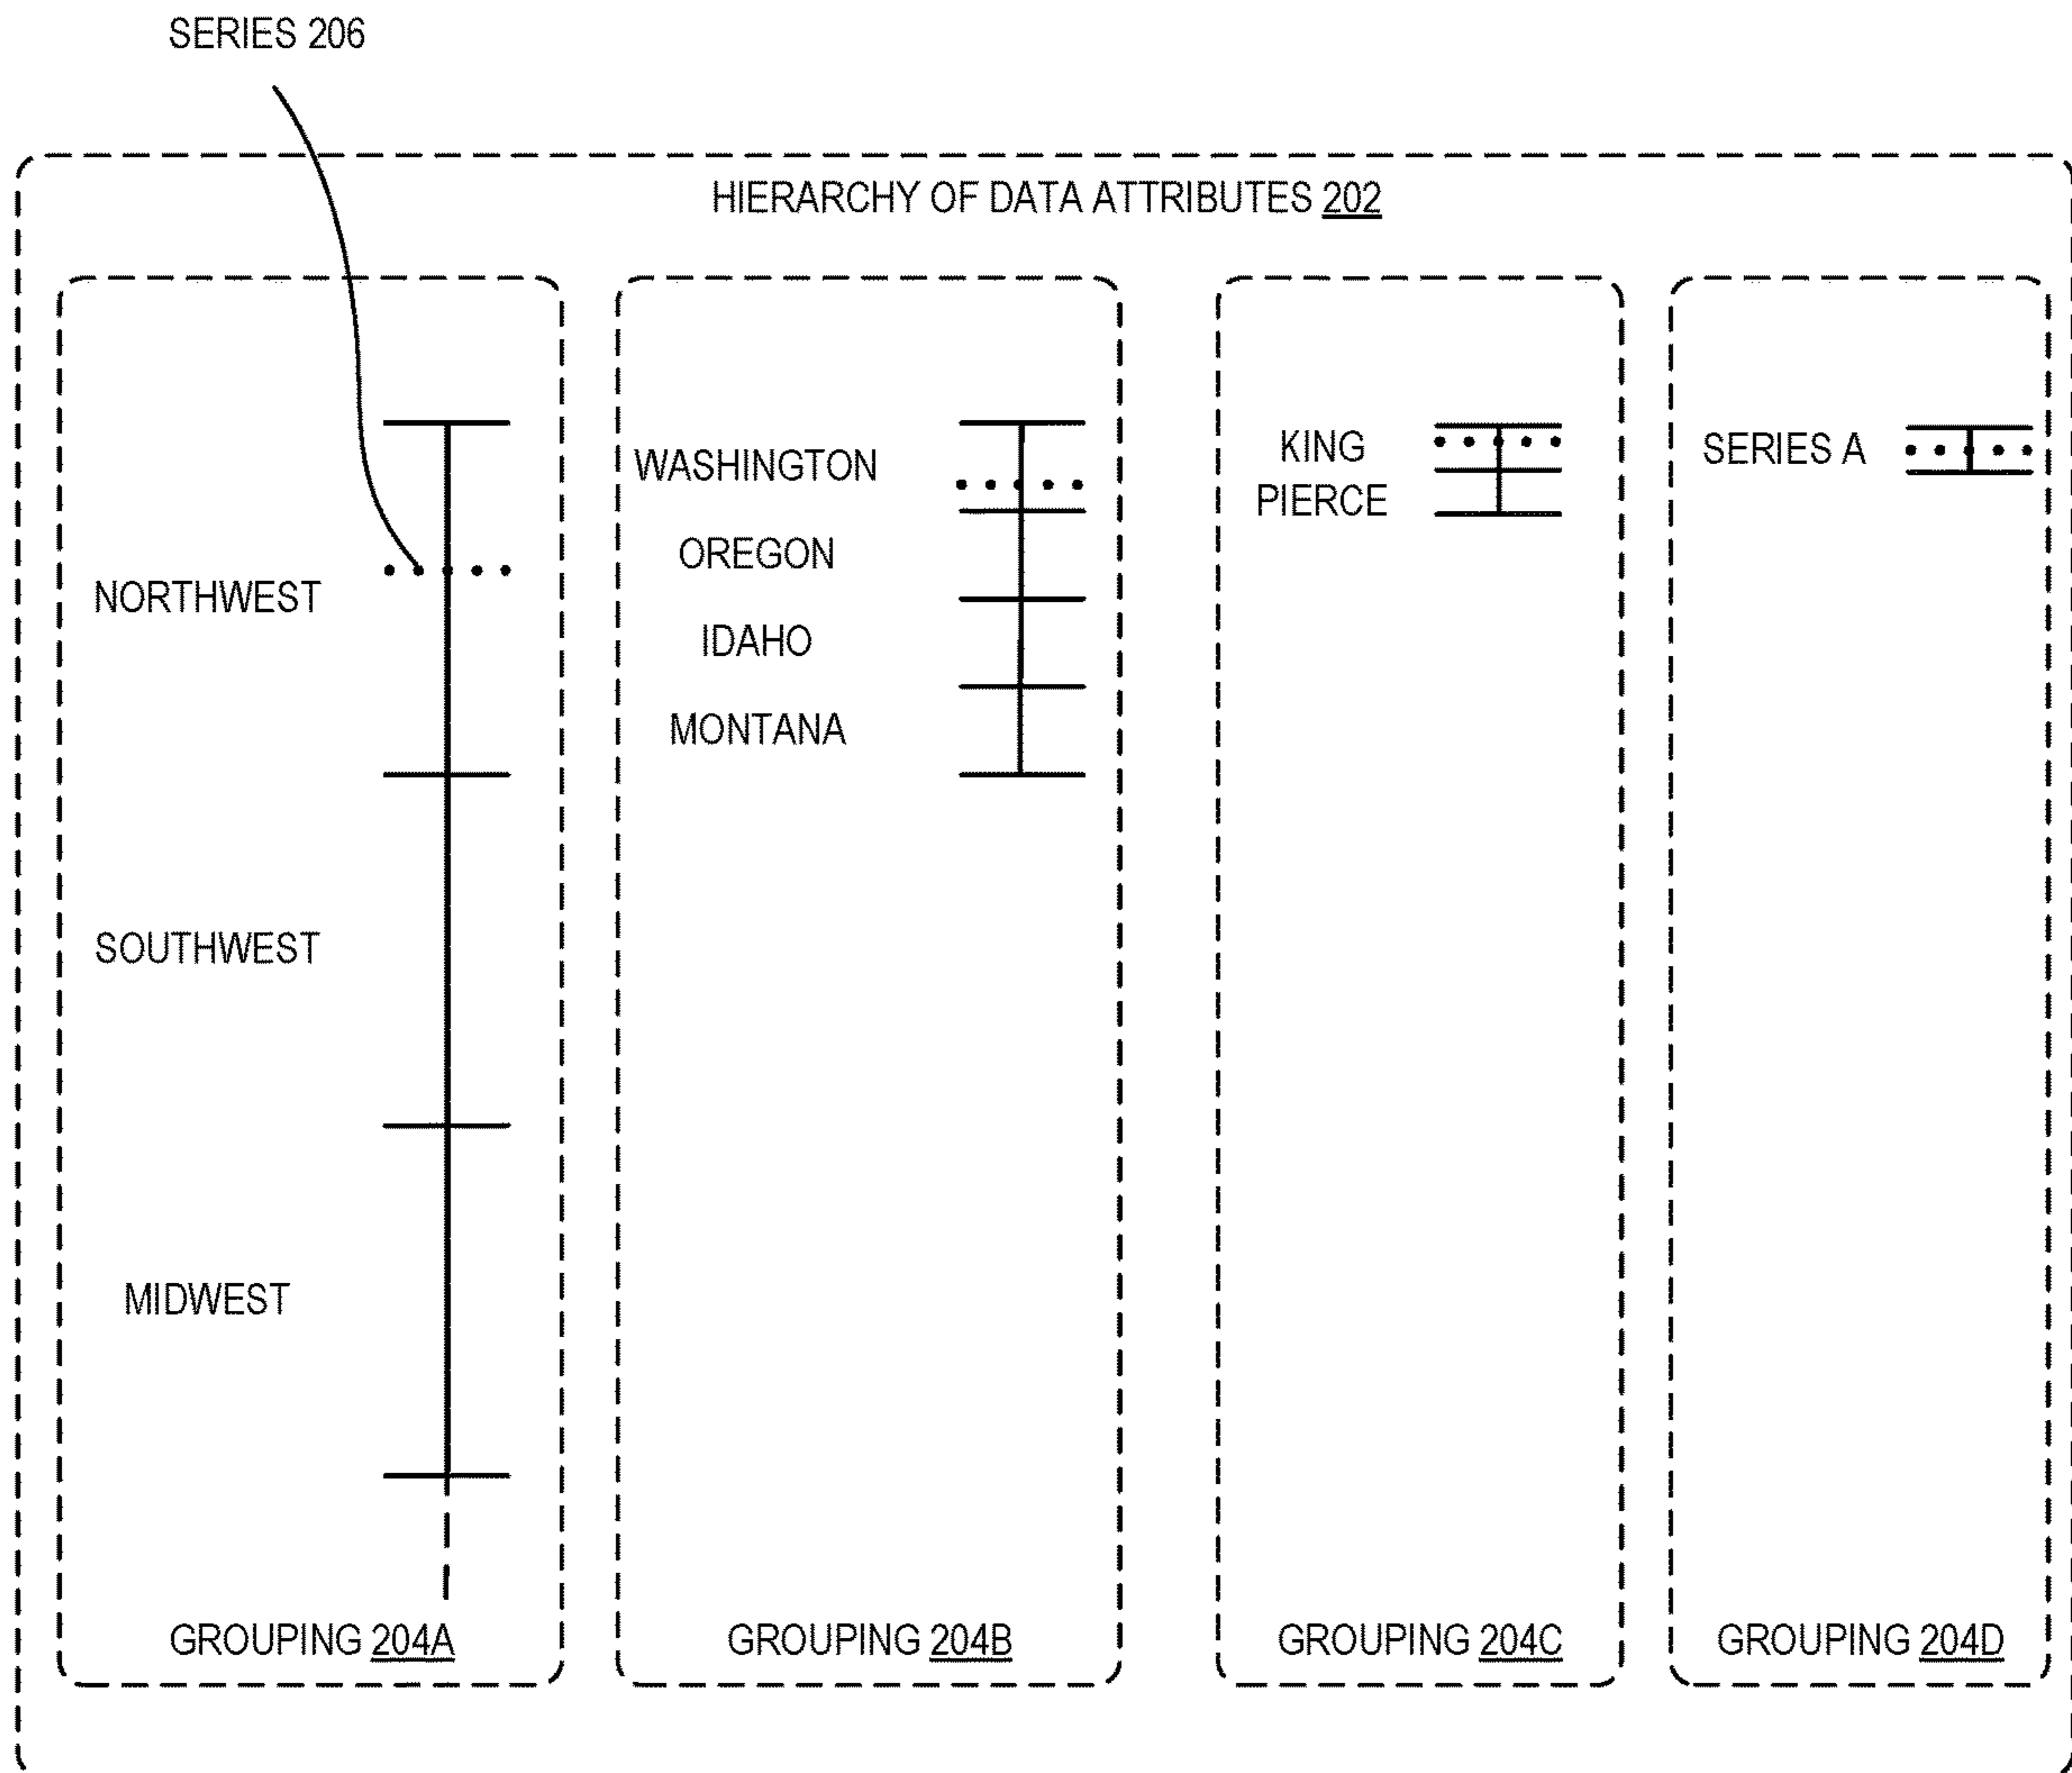 SERIES 206
HIERARCHY OF DATA ATTRIBUTES 202
NORTHWEST
SOUTHWEST
MIDWEST
GROUPING 204A
WASHINGTON
OREGON
IDAHO
MONTANA
GROUPING 204B
KING
PIERCE
GROUPING 204C
SERIES A
GROUPING 204D